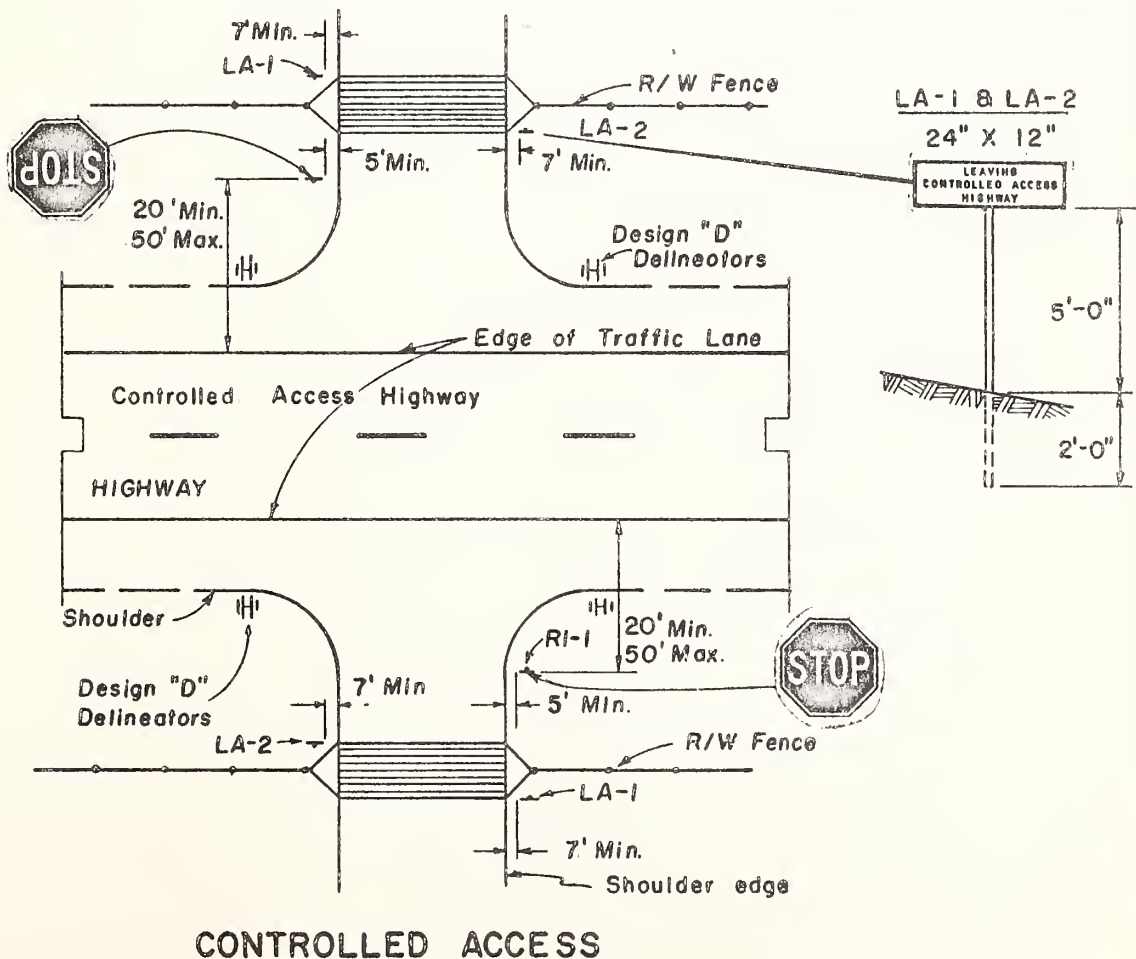 7' Min.
LA-1
R/W Fence
LA-1 & LA-2
24" X 12"
LA-2
STOP
5' Min.
7' Min.
LEAVING
CONTROLLED ACCESS
HIGHWAY
20' Min.
50' Max.
Design "D"
Delineators
5'-0"
Edge of Traffic Lane
Controlled Access Highway
2'-0"
HIGHWAY
Shoulder
20' Min.
50' Max.
R1-1
STOP
Design "D"
Delineators
7' Min
5' Min.
LA-2
R/W Fence
LA-1
7' Min.
Shoulder edge
CONTROLLED ACCESS